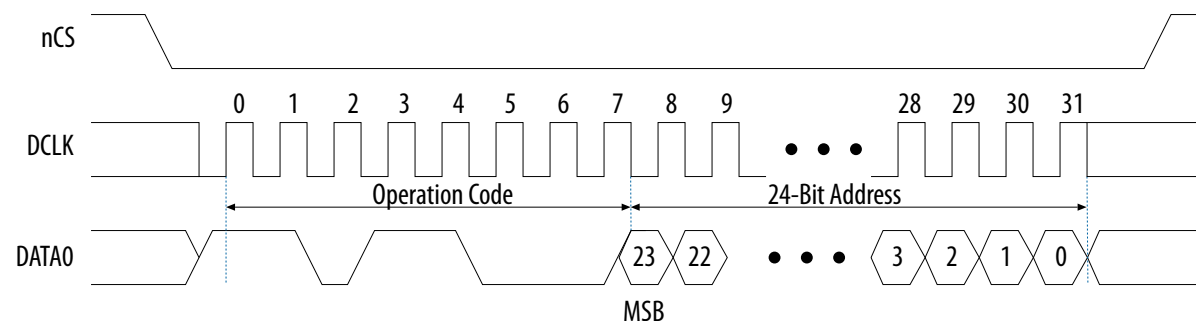 nCS
0 1 2 3 4 5 6 7 8 9 28 29 30 31
DCLK
Operation Code 24-Bit Address
DATA0 23 22 3 2 1 0
MSB